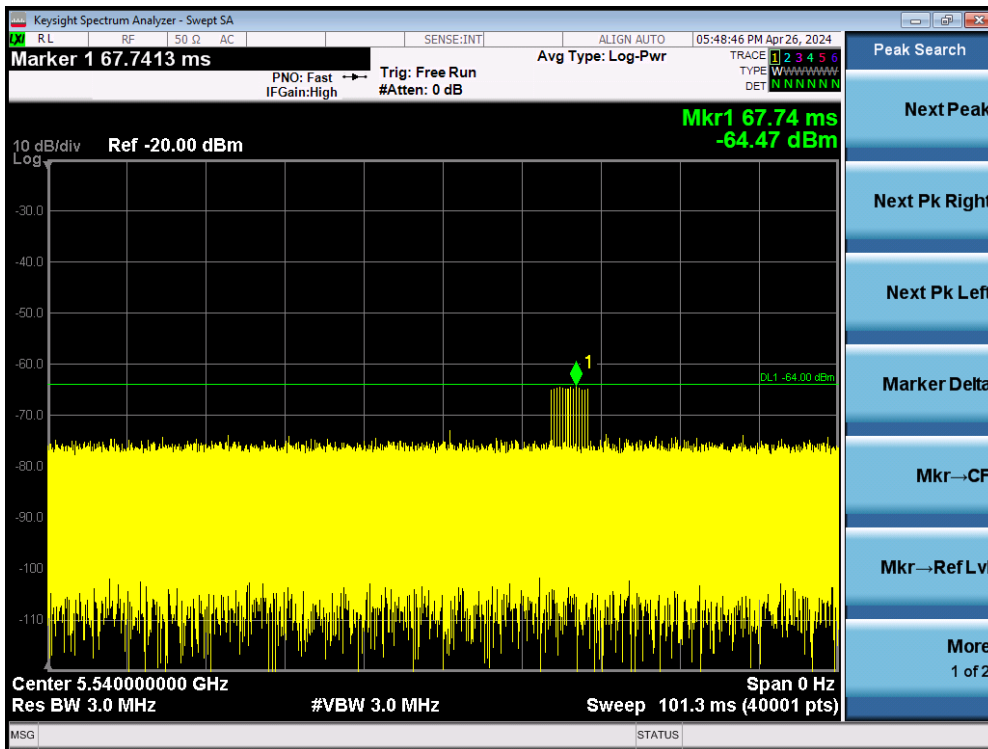 Keysight Spectrum Analyzer - Swept SA
LXI RL RF 50 Ω AC SENSE:INT ALIGN AUTO 05:48:46 PM Apr 26, 2024
Marker 1 67.7413 ms
PNO: Fast
IFGain:High
Trig: Free Run
#Atten: 0 dB
Avg Type: Log-Pwr
TRACE 1 2 3 4 5 6
TYPE WWWWWW
DET N N N N N N
Mkr1 67.74 ms
-64.47 dBm
10 dB/div Ref -20.00 dBm
Log
-30.0
-40.0
-50.0
-60.0
-70.0
-80.0
-90.0
-100
-110
1
DL1 -64.00 dBm
Center 5.540000000 GHz Span 0 Hz
Res BW 3.0 MHz #VBW 3.0 MHz Sweep 101.3 ms (40001 pts)
MSG STATUS
Peak Search
Next Peak
Next Pk Right
Next Pk Left
Marker Delta
Mkr→CF
Mkr→Ref Lvl
More
1 of 2